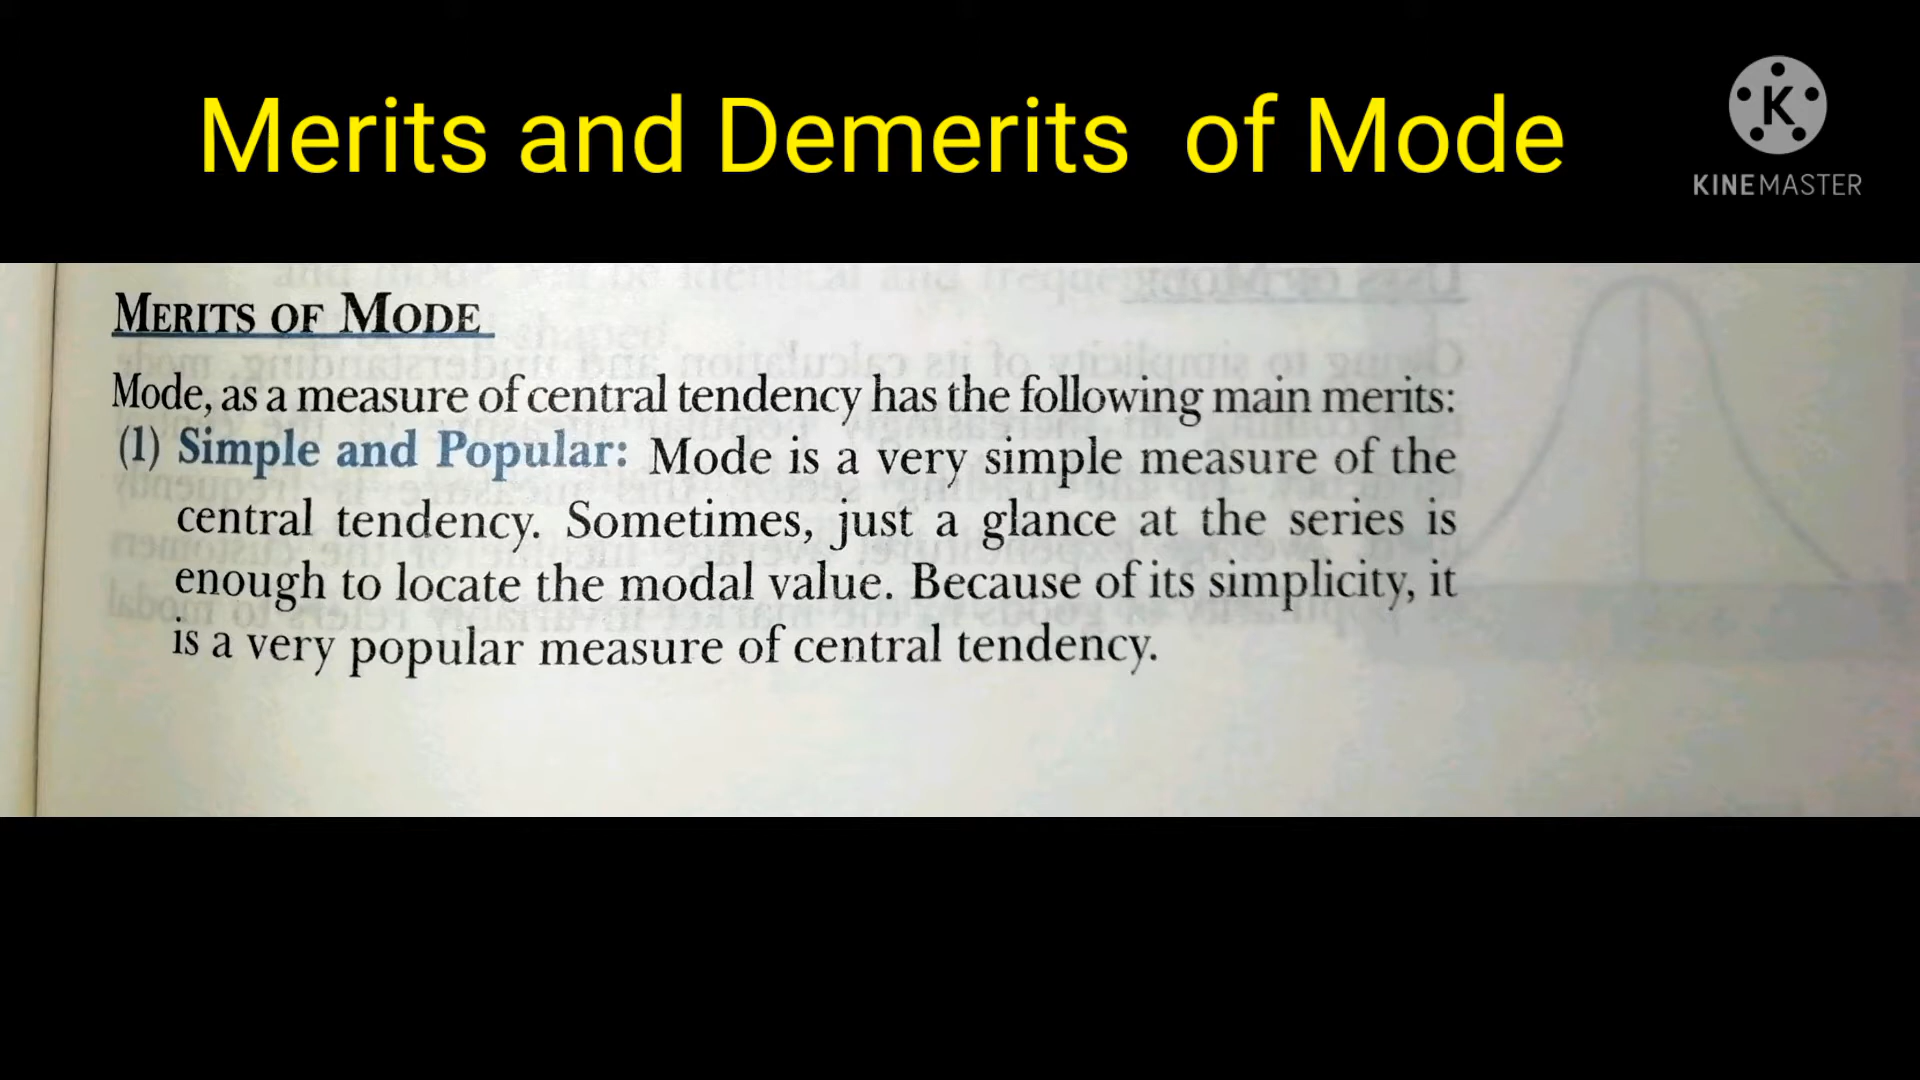 Merits and Demerits of Mode
K
KINEMASTER
MERITS OF MODE
Mode, as a measure of central tendency has the following main merits:
(1) Simple and Popular: Mode is a very simple measure of the
central tendency. Sometimes, just a glance at the series is
enough to locate the modal value. Because of its simplicity, it
is a very popular measure of central tendency.